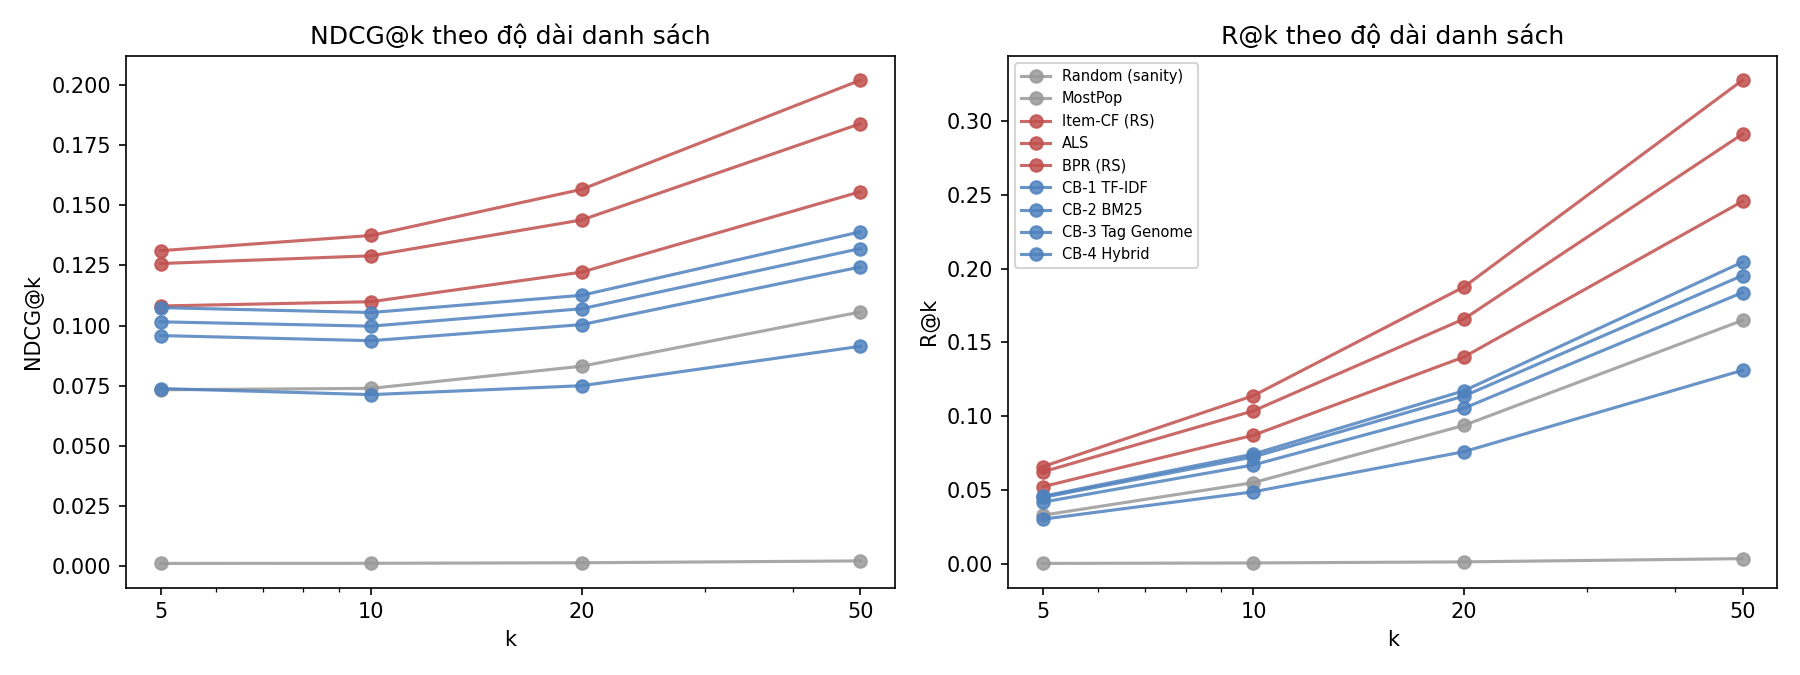 NDCG@k theo độ dài danh sách
NDCG@k
0.200
0.175
0.150
0.125
0.100
0.075
0.050
0.025
0.000
5 10 20 50
k
R@k theo độ dài danh sách
R@k
0.30
0.25
0.20
0.15
0.10
0.05
0.00
Random (sanity)
MostPop
Item-CF (RS)
ALS
BPR (RS)
CB-1 TF-IDF
CB-2 BM25
CB-3 Tag Genome
CB-4 Hybrid
5 10 20 50
k